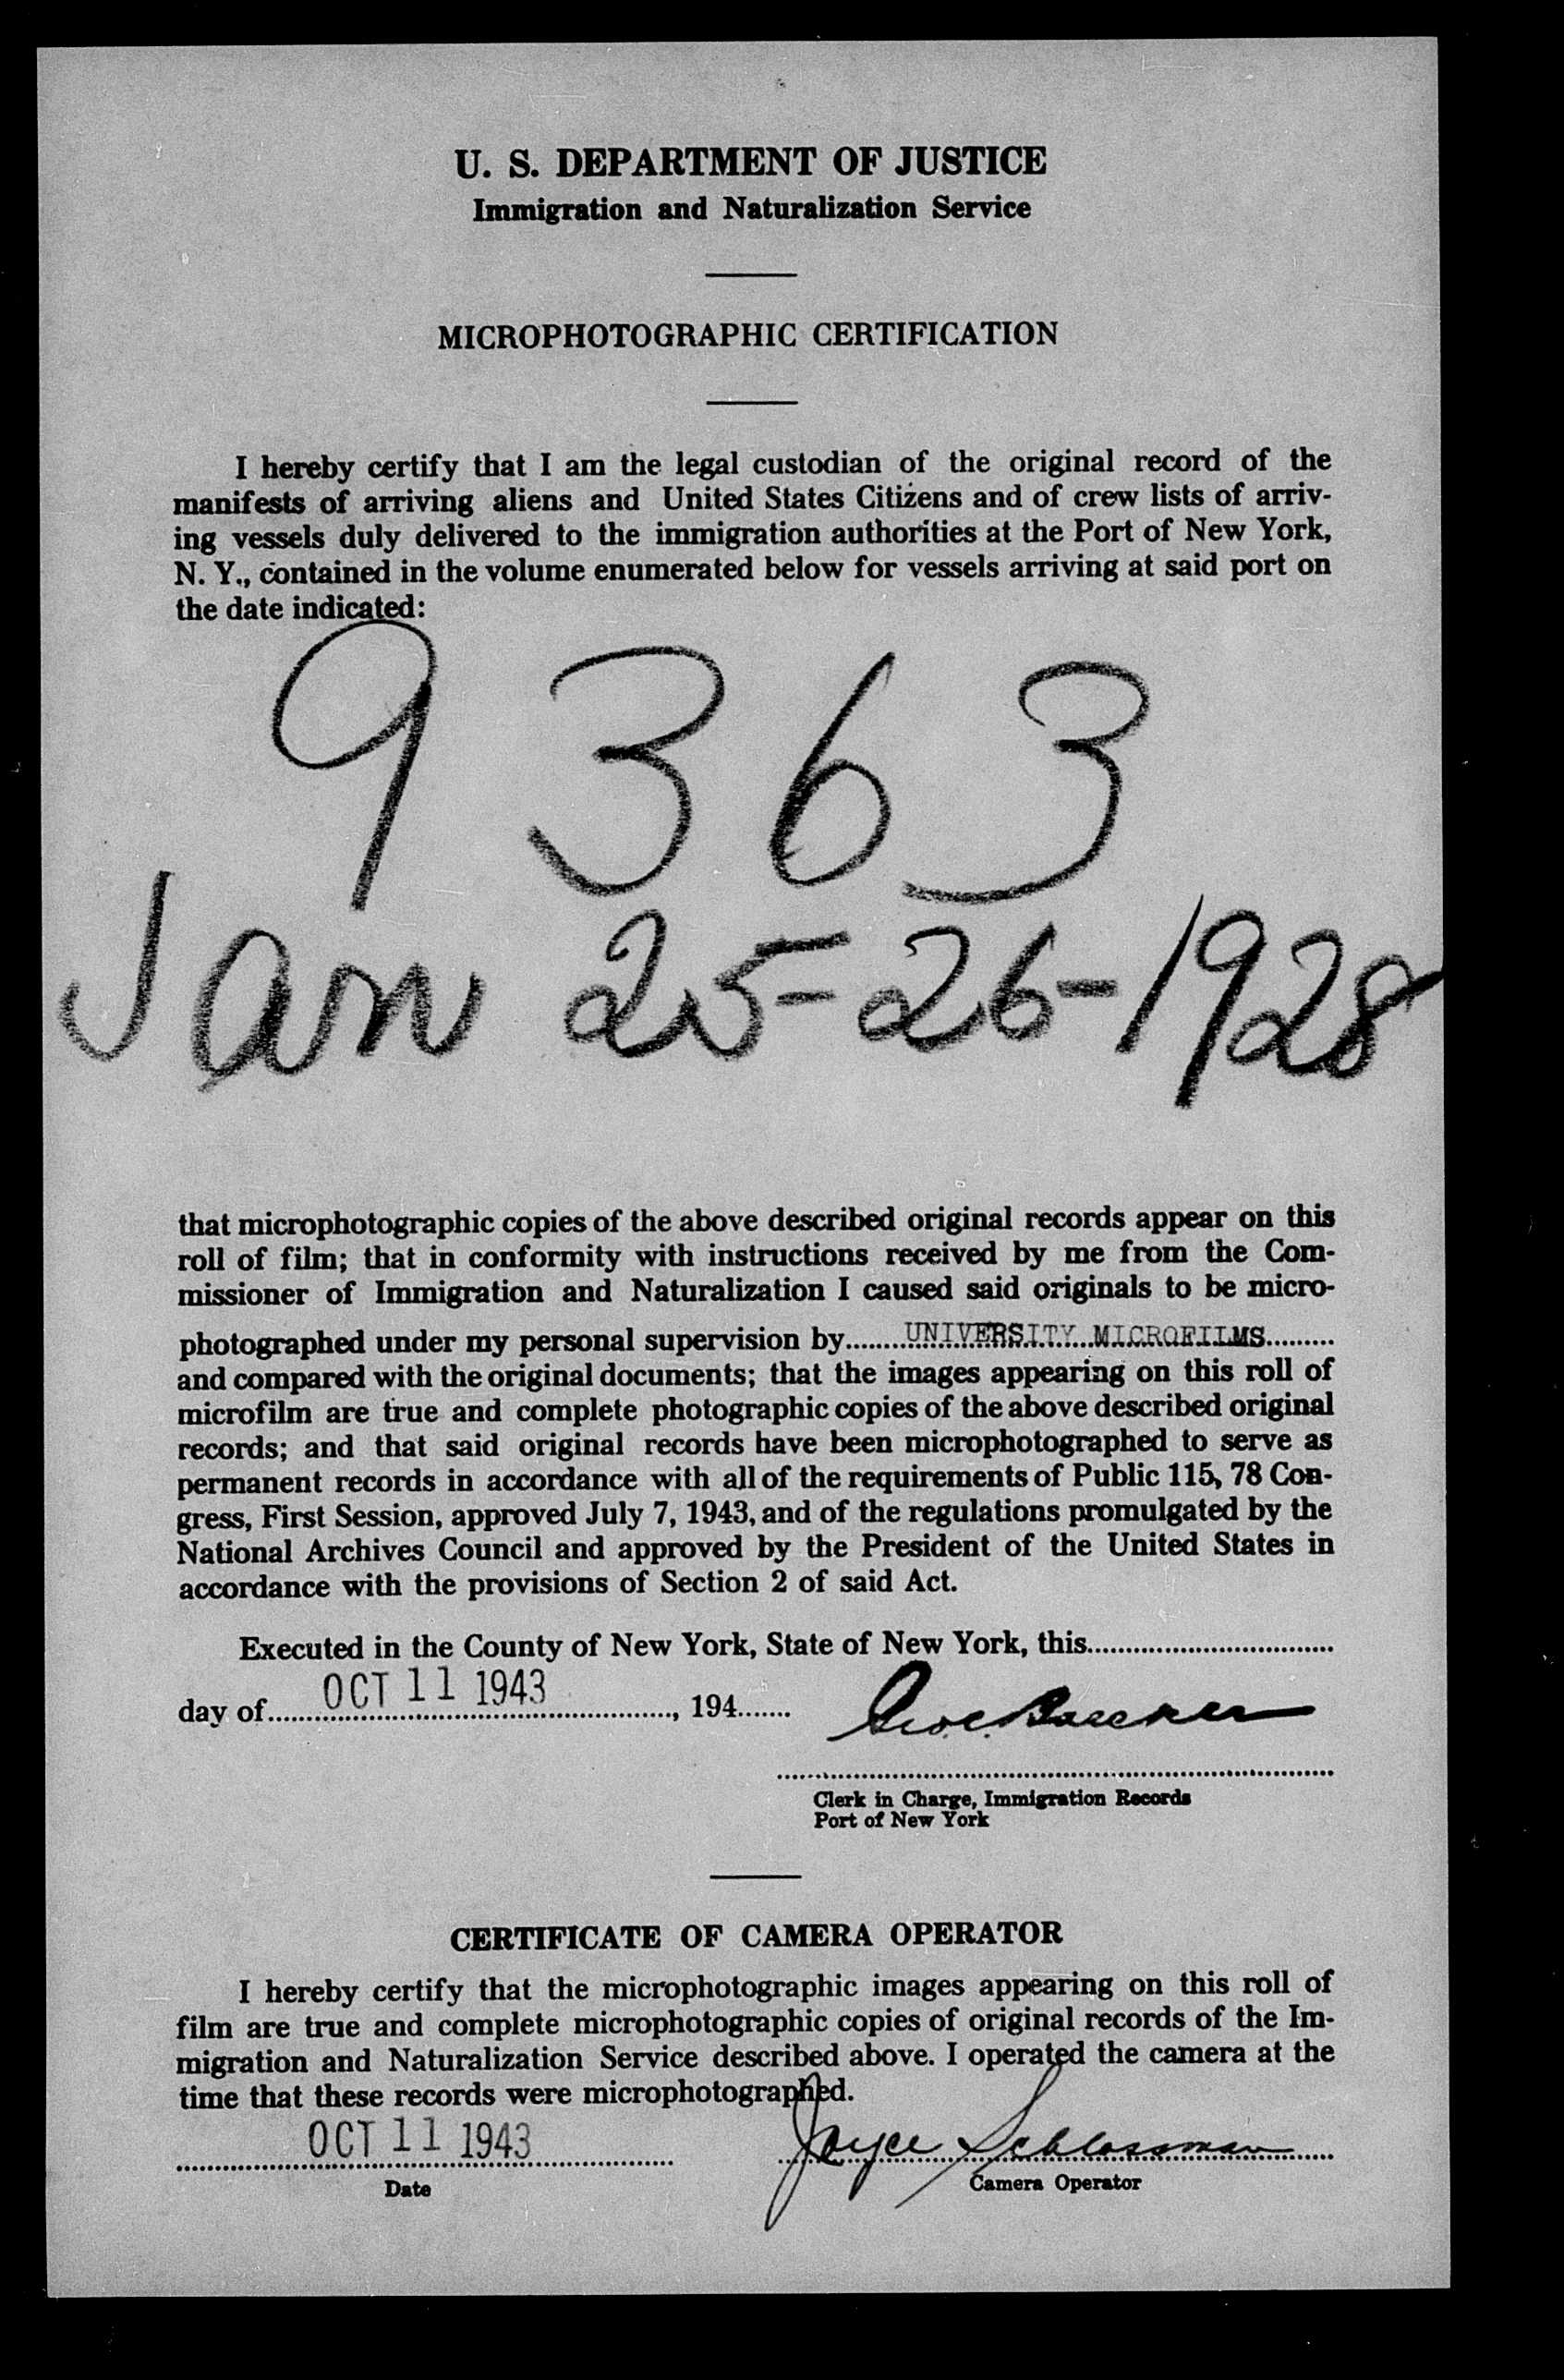 U. S. DEPARTMENT OF JUSTICE
Immigration and Naturalization Service
MICROPHOTOGRAPHIC CERTIFICATION
I hereby certify that I am the legal custodian of the original record of the
manifests of arriving aliens and United States Citizens and of crew lists of arriv-
ing vessels duly delivered to the immigration authorities at the Port of New York,
N. Y., contained in the volume enumerated below for vessels arriving at said port on
the date indicated:
9363
Jan 25-26-1928
that microphotographic copies of the above described original records appear on this
roll of film; that in conformity with instructions received by me from the Com-
missioner of Immigration and Naturalization I caused said originals to be micro-
photographed under my personal supervision by........UNIVERSITY MICROFILMS.........
and compared with the original documents; that the images appearing on this roll of
microfilm are true and complete photographic copies of the above described original
records; and that said original records have been microphotographed to serve as
permanent records in accordance with all of the requirements of Public 115, 78 Con-
gress, First Session, approved July 7, 1943, and of the regulations promulgated by the
National Archives Council and approved by the President of the United States in
accordance with the provisions of Section 2 of said Act.
Executed in the County of New York, State of New York, this................................
day of......OCT 11 1943................, 194.......
Clerk in Charge, Immigration Records
Port of New York
CERTIFICATE OF CAMERA OPERATOR
I hereby certify that the microphotographic images appearing on this roll of
film are true and complete microphotographic copies of original records of the Im-
migration and Naturalization Service described above. I operated the camera at the
time that these records were microphotographed.
OCT 11 1943 Joyce Schlossman
Date Camera Operator